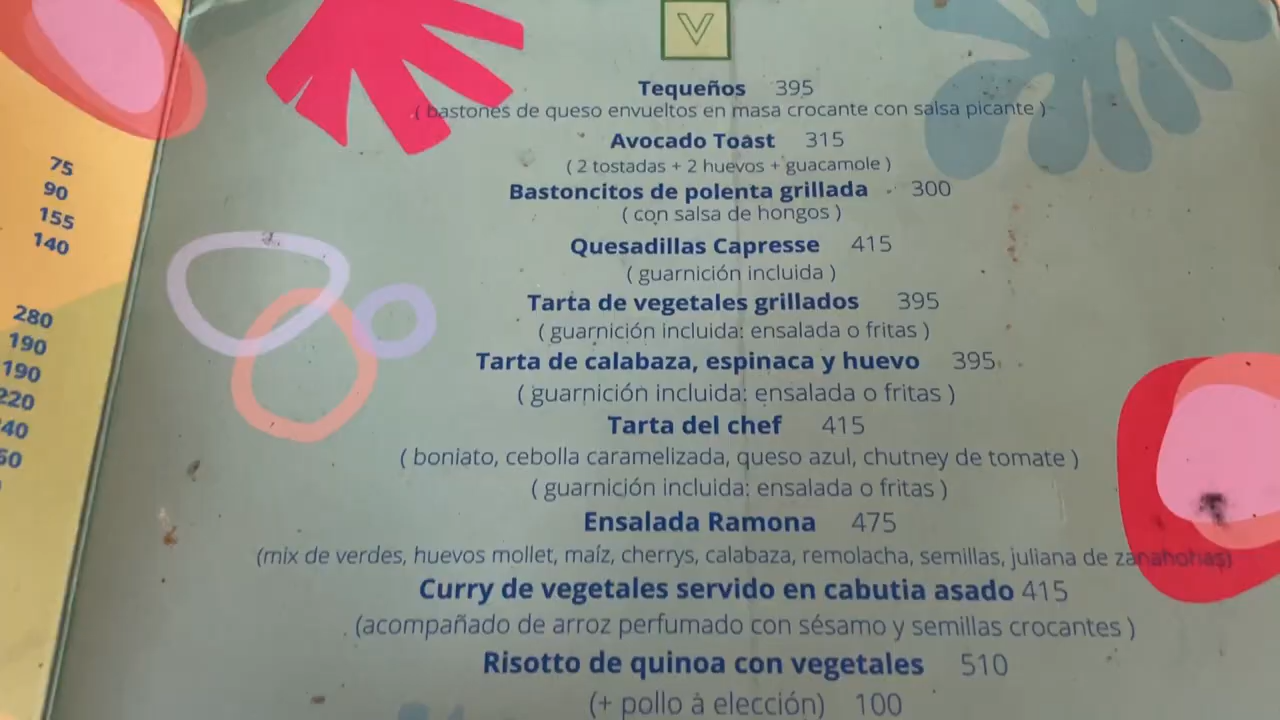 V
Tequeños 395
( bastones de queso envueltos en masa crocante con salsa picante )
Avocado Toast 315
( 2 tostadas + 2 huevos + guacamole )
Bastoncitos de polenta grillada 300
( con salsa de hongos )
Quesadillas Capresse 415
( guarnición incluida )
Tarta de vegetales grillados 395
( guarnición incluida: ensalada o fritas )
Tarta de calabaza, espinaca y huevo 395
( guarnición incluida: ensalada o fritas )
Tarta del chef 415
( boniato, cebolla caramelizada, queso azul, chutney de tomate )
( guarnición incluida: ensalada o fritas )
Ensalada Ramona 475
(mix de verdes, huevos mollet, maíz, cherrys, calabaza, remolacha, semillas, juliana de zanahorias)
Curry de vegetales servido en cabutia asado 415
(acompañado de arroz perfumado con sésamo y semillas crocantes )
Risotto de quinoa con vegetales 510
(+ pollo a elección) 100
75
90
155
140
280
190
190
220